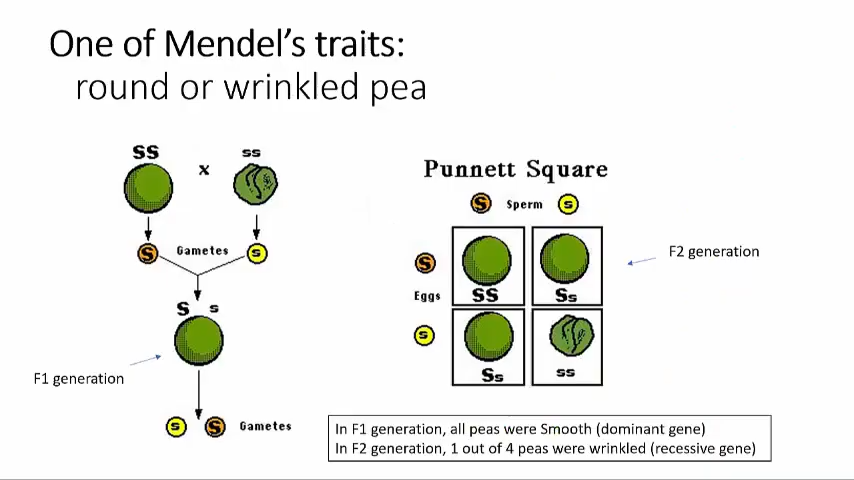 One of Mendel's traits:
round or wrinkled pea
SS
x
ss
S
Gametes
s
S
s
F1 generation
s
S
Gametes
Punnett Square
S
Sperm
s
S
Eggs
s
SS
Ss
Ss
ss
F2 generation
In F1 generation, all peas were Smooth (dominant gene)
In F2 generation, 1 out of 4 peas were wrinkled (recessive gene)